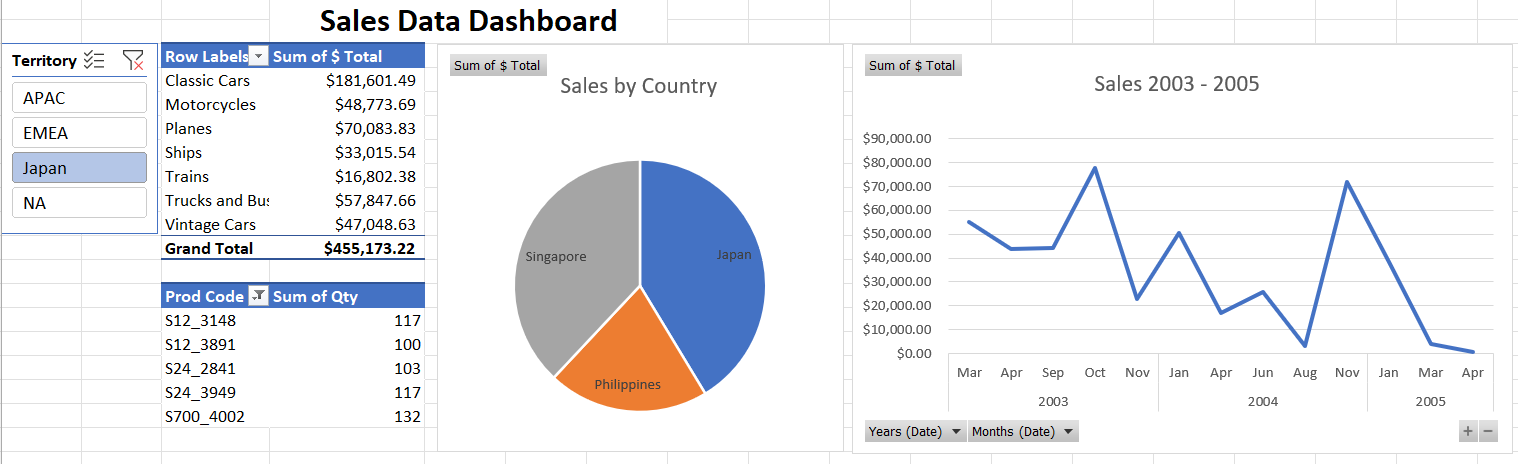 Sales Data Dashboard
Territory
APAC
EMEA
Japan
NA
Row Labels Sum of $ Total
Classic Cars $181,601.49
Motorcycles $48,773.69
Planes $70,083.83
Ships $33,015.54
Trains $16,802.38
Trucks and Bus $57,847.66
Vintage Cars $47,048.63
Grand Total $455,173.22
Prod Code Sum of Qty
S12_3148 117
S12_3891 100
S24_2841 103
S24_3949 117
S700_4002 132
Sum of $ Total
Sales by Country
Singapore
Japan
Philippines
Sum of $ Total
Sales 2003 - 2005
$90,000.00
$80,000.00
$70,000.00
$60,000.00
$50,000.00
$40,000.00
$30,000.00
$20,000.00
$10,000.00
$0.00
Mar Apr Sep Oct Nov Jan Apr Jun Aug Nov Jan Mar Apr
2003 2004 2005
Years (Date) Months (Date) + −